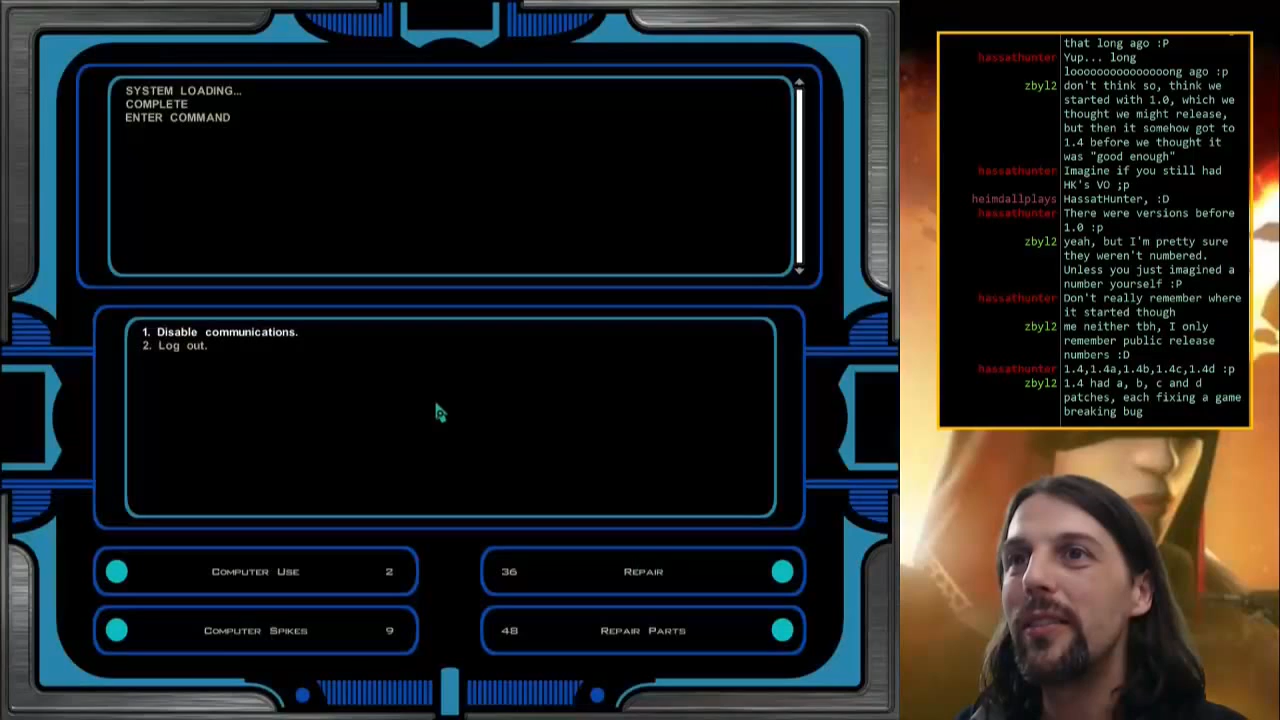 SYSTEM LOADING...
COMPLETE
ENTER COMMAND
1. Disable communications.
2. Log out.
COMPUTER USE 2
36 REPAIR
COMPUTER SPIKES 9
48 REPAIR PARTS
that long ago :P
hassathunter Yup... long
looooooooooooooong ago :p
zbyl2 don't think so, think we
started with 1.0, which we
thought we might release,
but then it somehow got to
1.4 before we thought it
was "good enough"
hassathunter Imagine if you still had
HK's VO ;p
heimdallplays HassatHunter, :D
hassathunter There were versions before
1.0 :p
zbyl2 yeah, but I'm pretty sure
they weren't numbered.
Unless you just imagined a
number yourself :P
hassathunter Don't really remember where
it started though
zbyl2 me neither tbh, I only
remember public release
numbers :D
hassathunter 1.4,1.4a,1.4b,1.4c,1.4d :p
zbyl2 1.4 had a, b, c and d
patches, each fixing a game
breaking bug